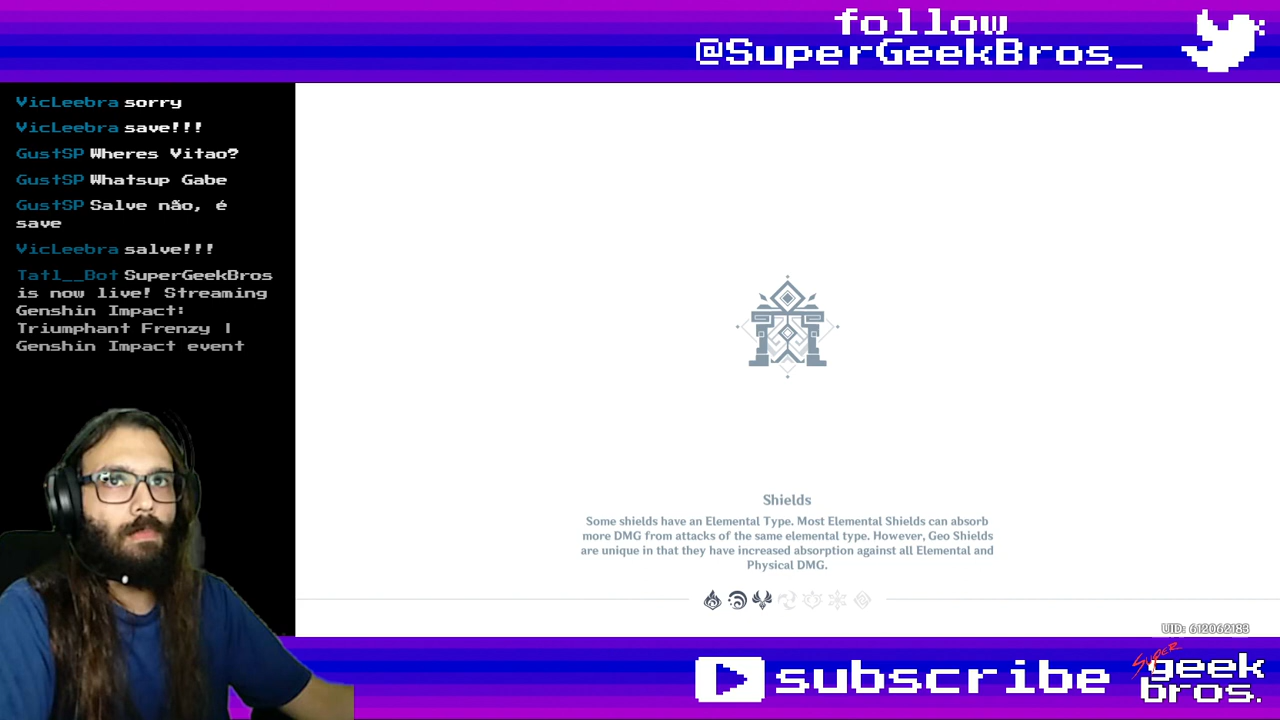 follow
@SuperGeekBros_
VicLeebra sorry
VicLeebra save!!!
GustSP Wheres Vitao?
GustSP Whatsup Gabe
GustSP Salve não, é
save
VicLeebra salve!!!
Tatl__Bot SuperGeekBros
is now live! Streaming
Genshin Impact:
Triumphant Frenzy |
Genshin Impact event
Shields
Some shields have an Elemental Type. Most Elemental Shields can absorb
more DMG from attacks of the same elemental type. However, Geo Shields
are unique in that they have increased absorption against all Elemental and
Physical DMG.
UID: 612062183
subscribe
SUPER
geek
bros.